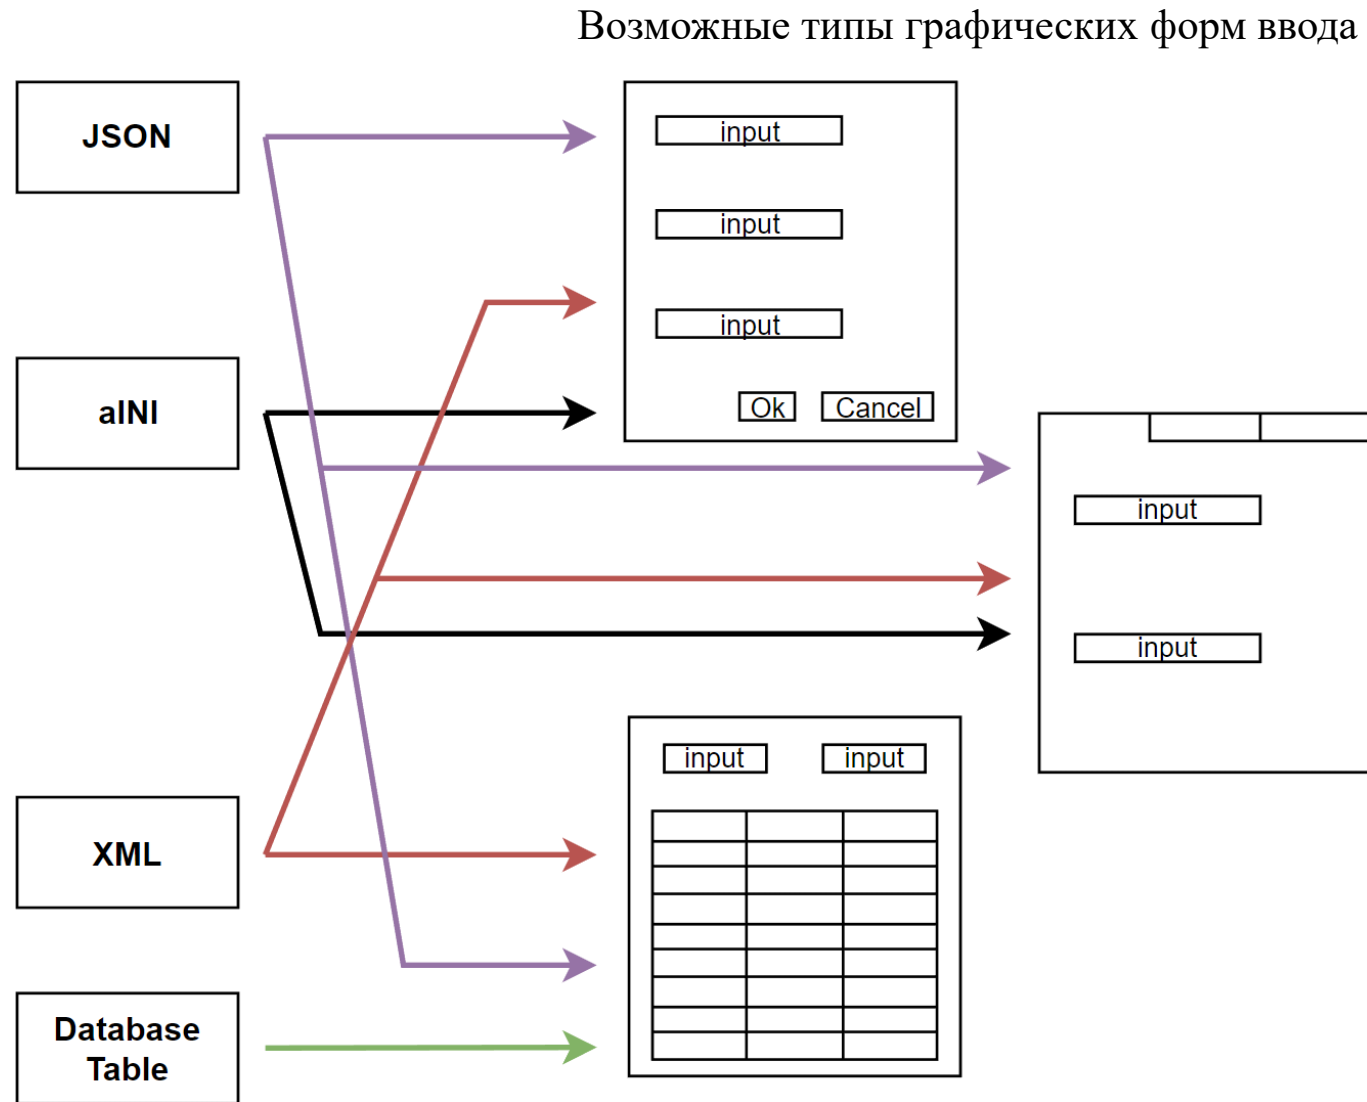 Возможные типы графических форм ввода
JSON
input
input
input
Ok
Cancel
aINI
input
input
XML
input
input
Database
Table